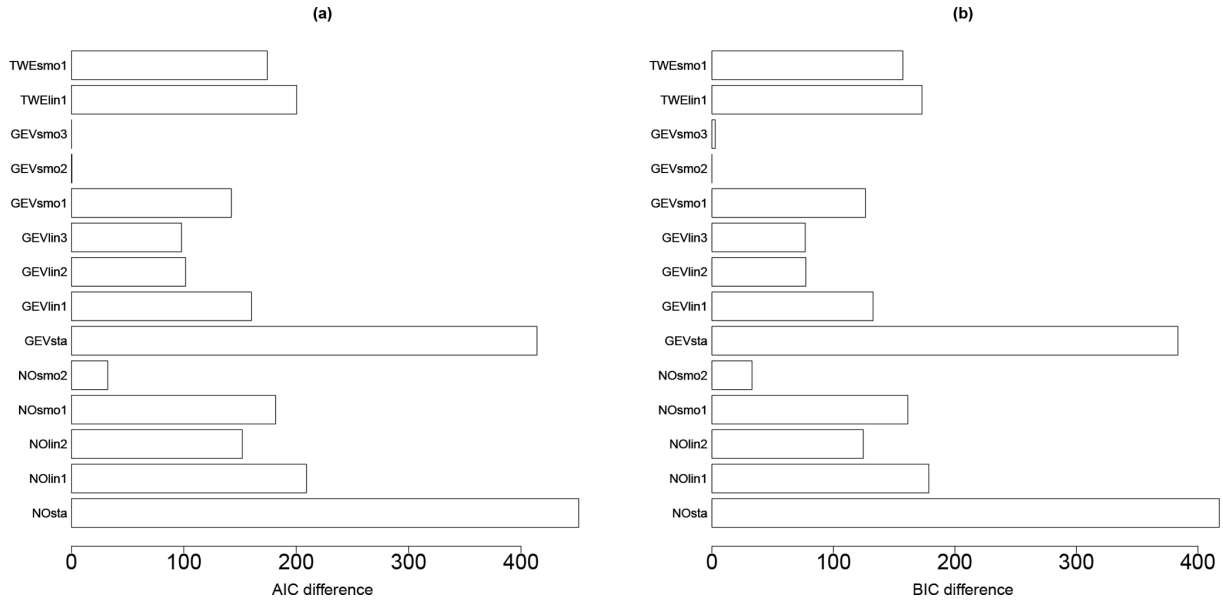 (a)
TWEsmo1
TWElin1
GEVsmo3
GEVsmo2
GEVsmo1
GEVlin3
GEVlin2
GEVlin1
GEVsta
NOsmo2
NOsmo1
NOlin2
NOlin1
NOsta
0 100 200 300 400
AIC difference
(b)
TWEsmo1
TWElin1
GEVsmo3
GEVsmo2
GEVsmo1
GEVlin3
GEVlin2
GEVlin1
GEVsta
NOsmo2
NOsmo1
NOlin2
NOlin1
NOsta
0 100 200 300 400
BIC difference